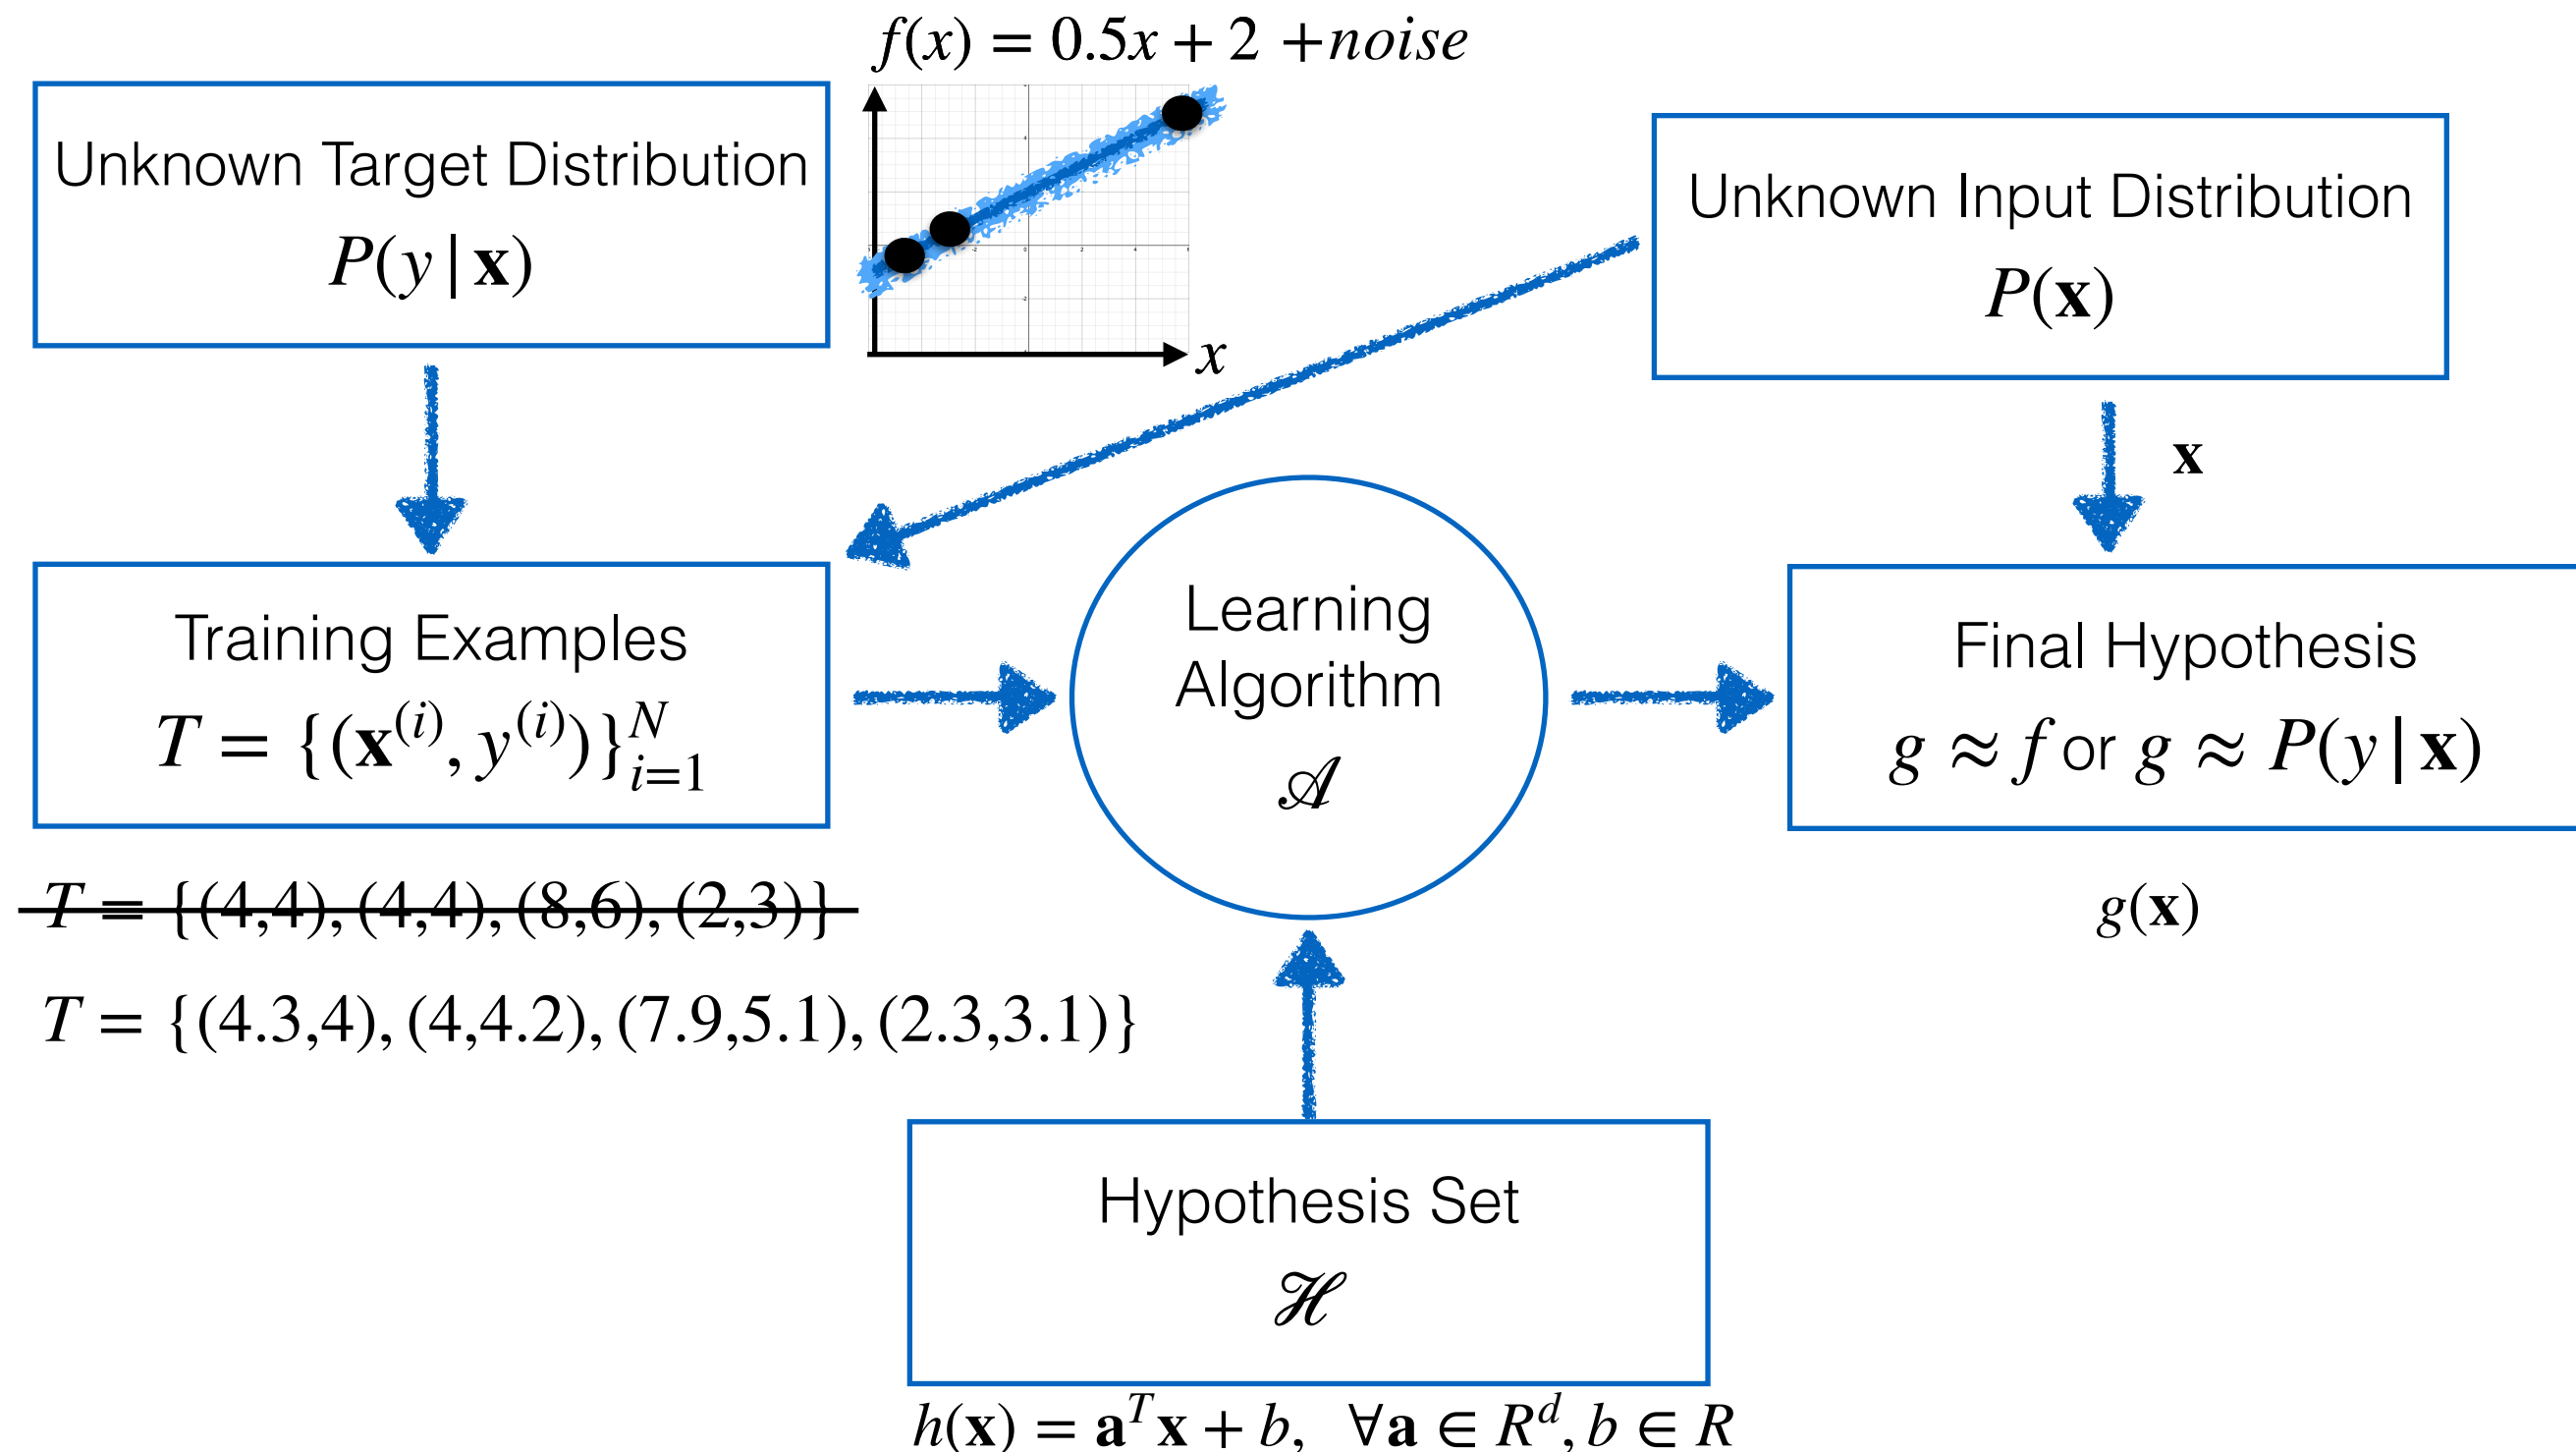 f(x) = 0.5x + 2 +noise
Unknown Target Distribution
P(y | x)
x
Unknown Input Distribution
P(x)
x
Training Examples
T = {(x^(i), y^(i))}_{i=1}^N
Learning
Algorithm
𝒜
Final Hypothesis
g ≈ f or g ≈ P(y | x)
T = {(4,4), (4,4), (8,6), (2,3)}
g(x)
T = {(4.3,4), (4,4.2), (7.9,5.1), (2.3,3.1)}
Hypothesis Set
ℋ
h(x) = a^T x + b, ∀a ∈ R^d, b ∈ R